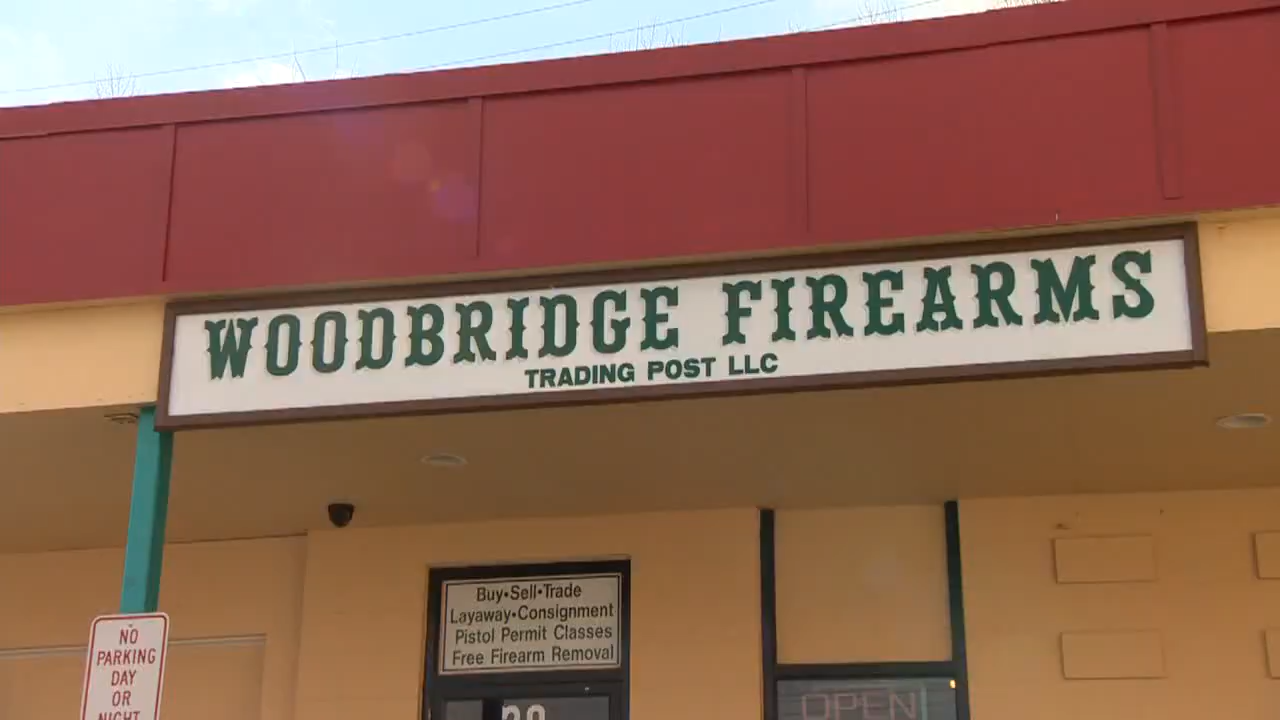 WOODBRIDGE FIREARMS
TRADING POST LLC
Buy•Sell•Trade
Layaway•Consignment
Pistol Permit Classes
Free Firearm Removal
NO
PARKING
DAY
OR
NIGHT
OPEN